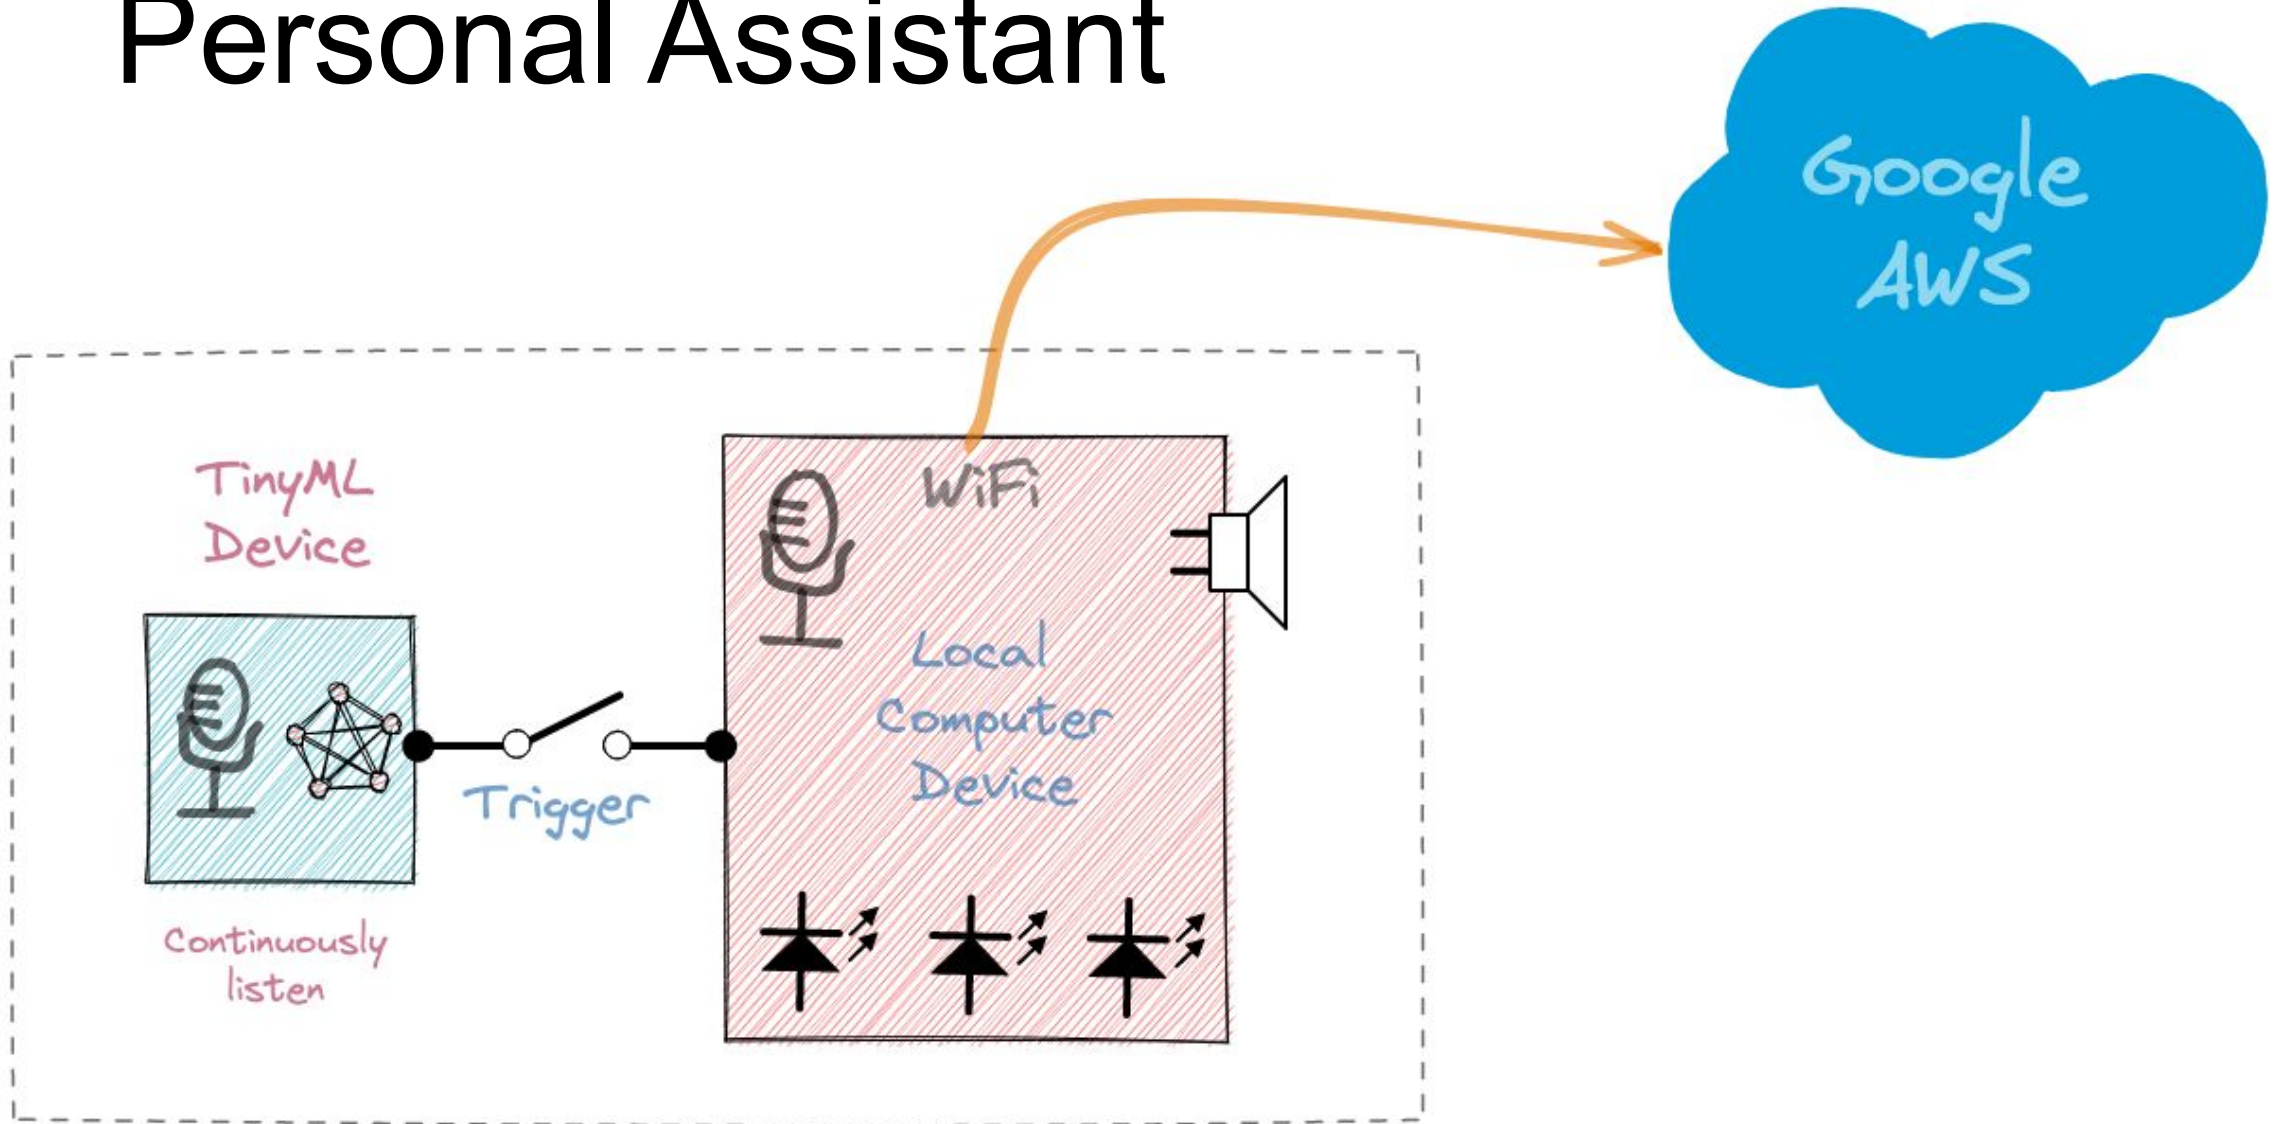 Personal Assistant
Google
AWS
TinyML
Device
WiFi
Local
Computer
Device
Trigger
Continuously
listen